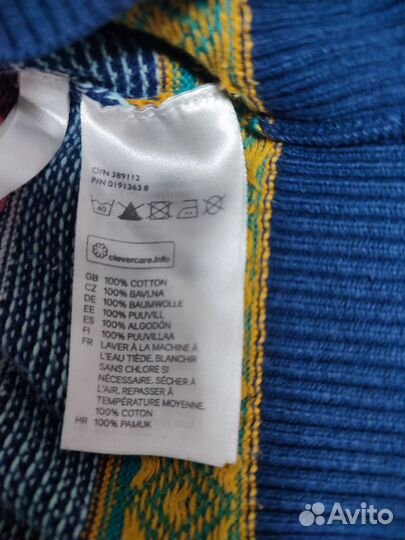 O/N 389112
P/N 0191363 8
40
clevercare.info
GB 100% COTTON
CZ 100% BAVLNA
DE 100% BAUMWOLLE
EE 100% PUUVILL
ES 100% ALGODÓN
FI 100% PUUVILLAA
FR LAVER À LA MACHINE À
L'EAU TIÈDE. BLANCHIR
SANS CHLORE SI
NÉCESSAIRE. SÉCHER À
L'AIR, REPASSER À
TEMPÉRATURE MOYENNE.
100% COTON
HR 100% PAMUK
Avito